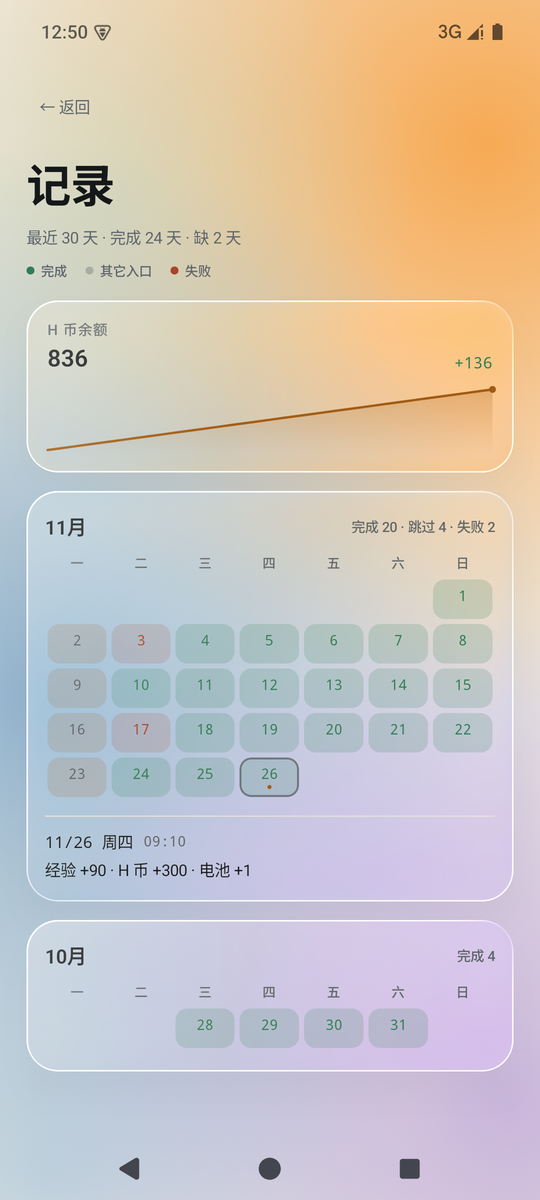 12:50 3G
← 返回
记录
最近 30 天 · 完成 24 天 · 缺 2 天
完成 其它入口 失败
H 币余额
836 +136
11月 完成 20 · 跳过 4 · 失败 2
一 二 三 四 五 六 日
1
2 3 4 5 6 7 8
9 10 11 12 13 14 15
16 17 18 19 20 21 22
23 24 25 26
11/26 周四 09:10
经验 +90 · H 币 +300 · 电池 +1
10月 完成 4
一 二 三 四 五 六 日
28 29 30 31